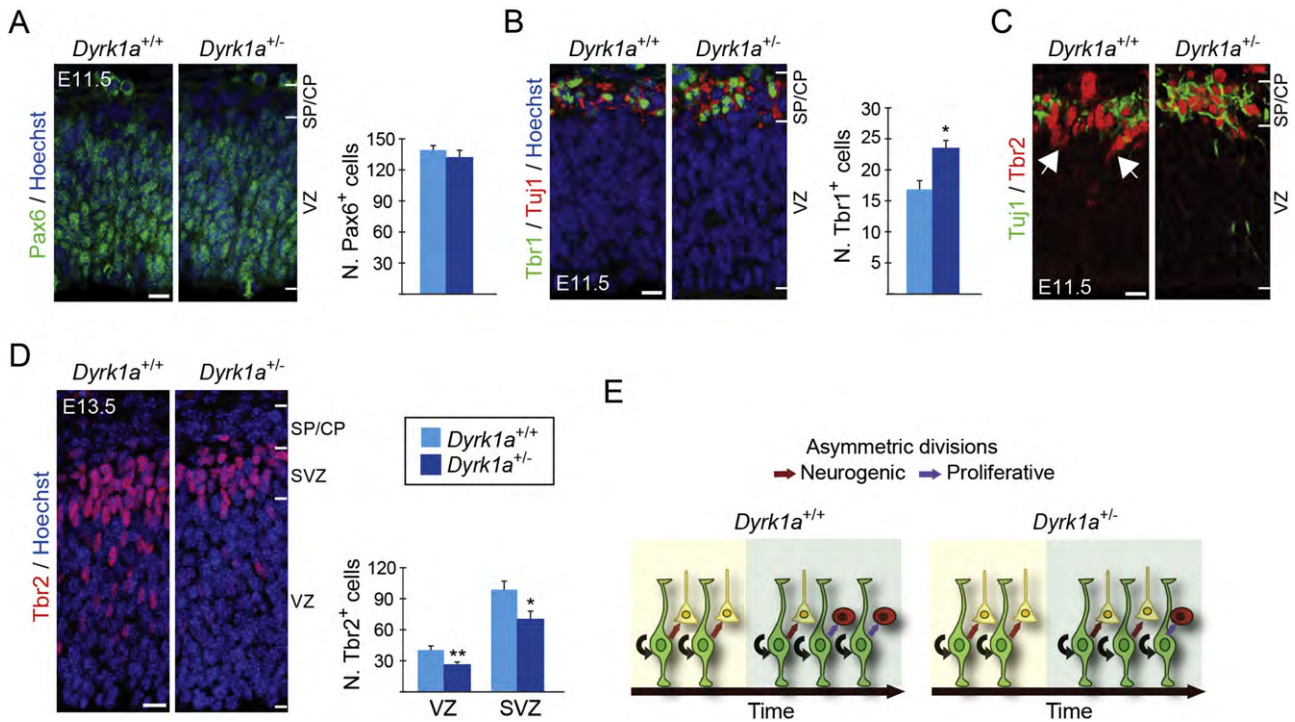 A
Dyrk1a+/+ Dyrk1a+/-
E11.5
SP/CP
VZ
Pax6 / Hoechst
N. Pax6+ cells
150
120
90
60
30
B
Dyrk1a+/+ Dyrk1a+/-
SP/CP
VZ
Tbr1 / Tuj1 / Hoechst
E11.5
N. Tbr1+ cells
30
25
20
15
10
5
*
C
Dyrk1a+/+ Dyrk1a+/-
SP/CP
VZ
Tuj1 / Tbr2
E11.5
D
Dyrk1a+/+ Dyrk1a+/-
E13.5
SP/CP
SVZ
VZ
Tbr2 / Hoechst
Dyrk1a+/+
Dyrk1a+/-
N. Tbr2+ cells
120
90
60
30
**
*
VZ SVZ
E
Asymmetric divisions
Neurogenic Proliferative
Dyrk1a+/+ Dyrk1a+/-
Time Time